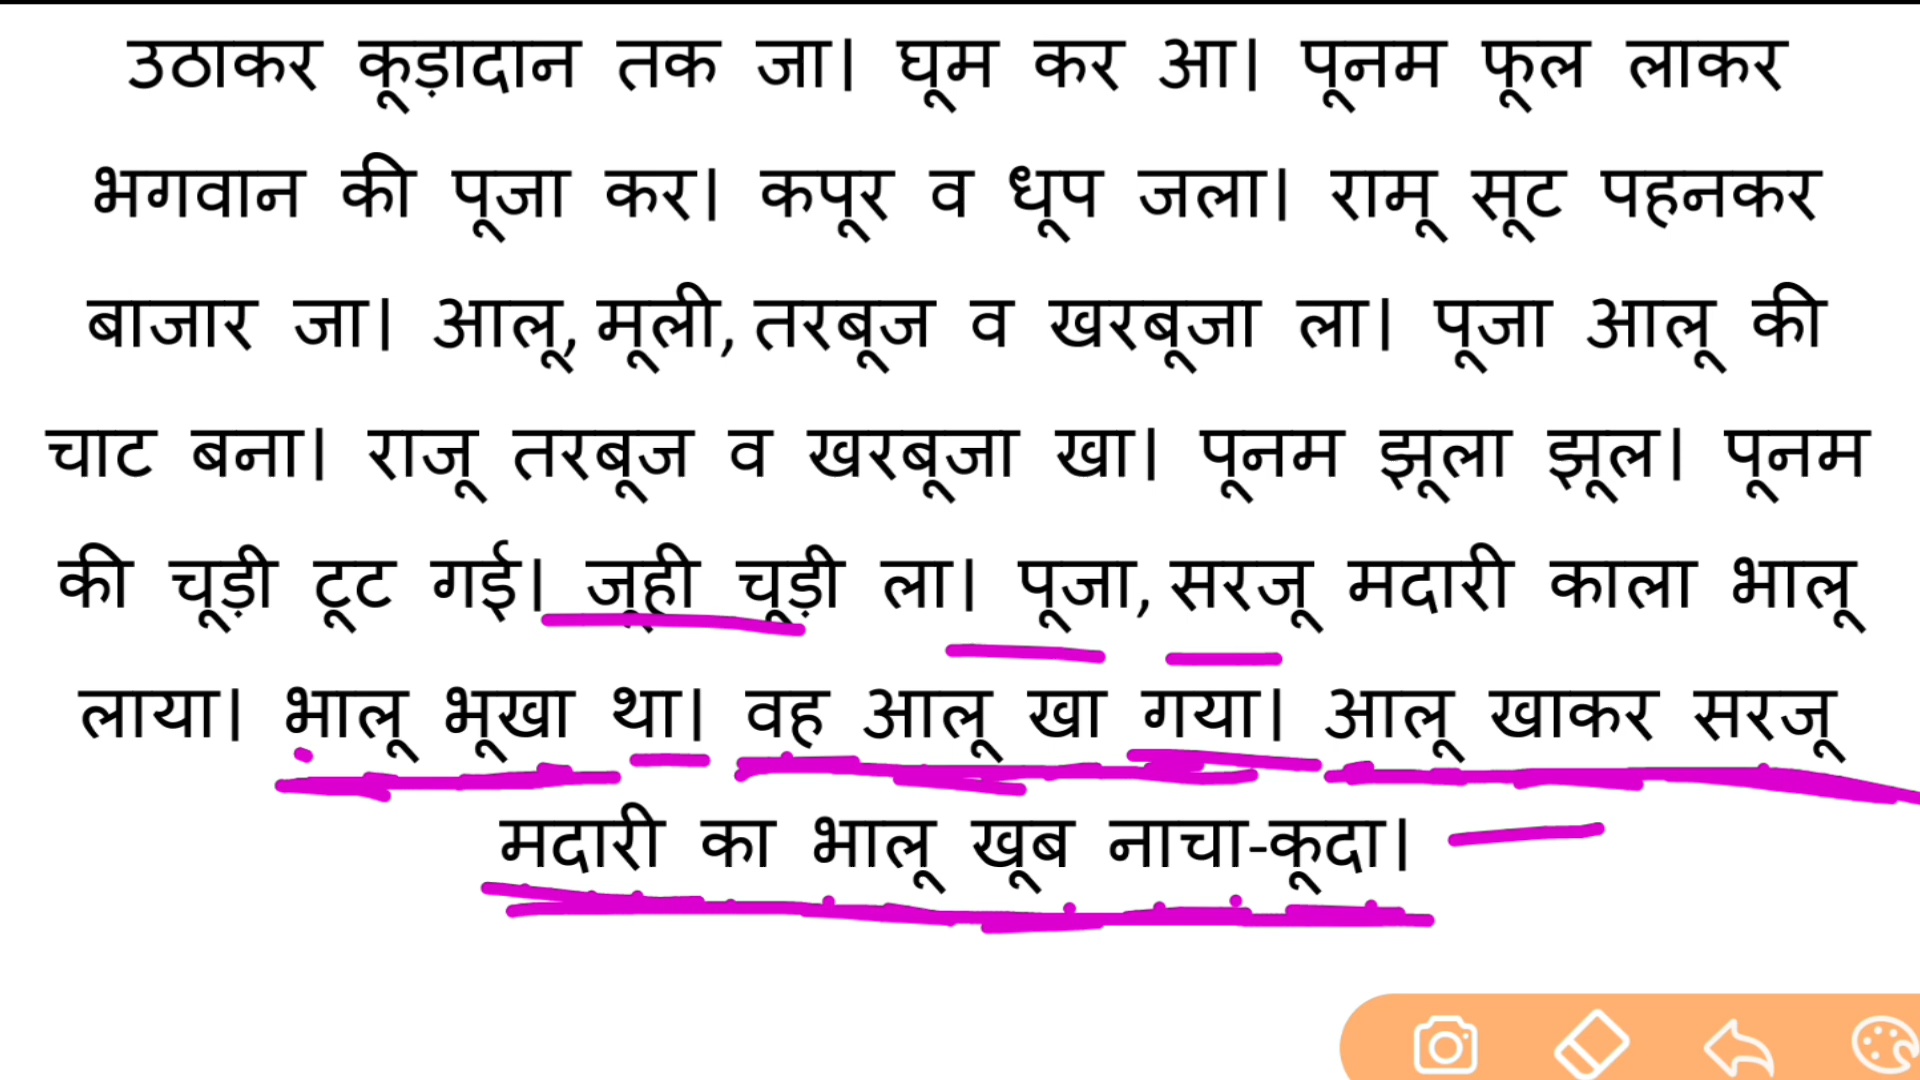 उठाकर कूड़ादान तक जा। घूम कर आ। पूनम फूल लाकर
भगवान की पूजा कर। कपूर व धूप जला। रामू सूट पहनकर
बाजार जा। आलू, मूली, तरबूज व खरबूजा ला। पूजा आलू की
चाट बना। राजू तरबूज व खरबूजा खा। पूनम झूला झूल। पूनम
की चूड़ी टूट गई। जूही चूड़ी ला। पूजा, सरजू मदारी काला भालू
लाया। भालू भूखा था। वह आलू खा गया। आलू खाकर सरजू
मदारी का भालू खूब नाचा-कूदा।